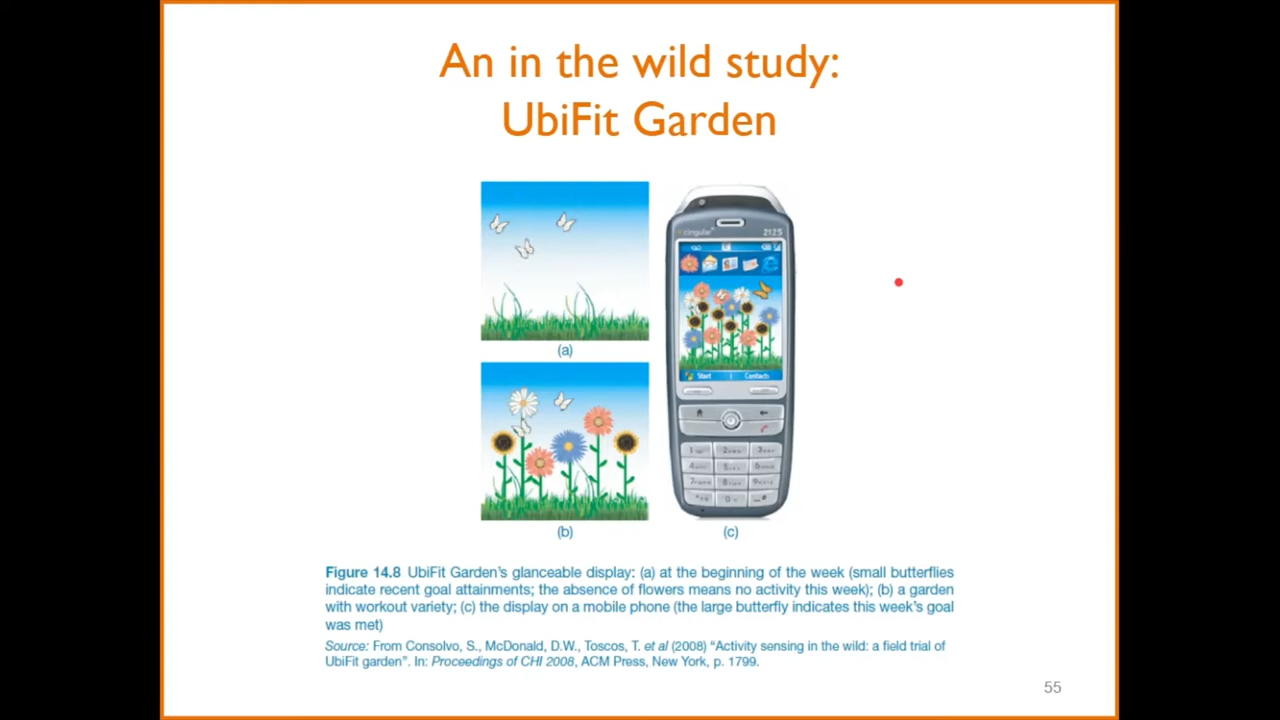 An in the wild study:
UbiFit Garden
cingular
2125
Start
Contacts
(a)
(b)
(c)
Figure 14.8 UbiFit Garden's glanceable display: (a) at the beginning of the week (small butterflies
indicate recent goal attainments; the absence of flowers means no activity this week); (b) a garden
with workout variety; (c) the display on a mobile phone (the large butterfly indicates this week's goal
was met)
Source: From Consolvo, S., McDonald, D.W., Toscos, T. et al (2008) “Activity sensing in the wild: a field trial of
UbiFit garden”. In: Proceedings of CHI 2008, ACM Press, New York, p. 1799.
55